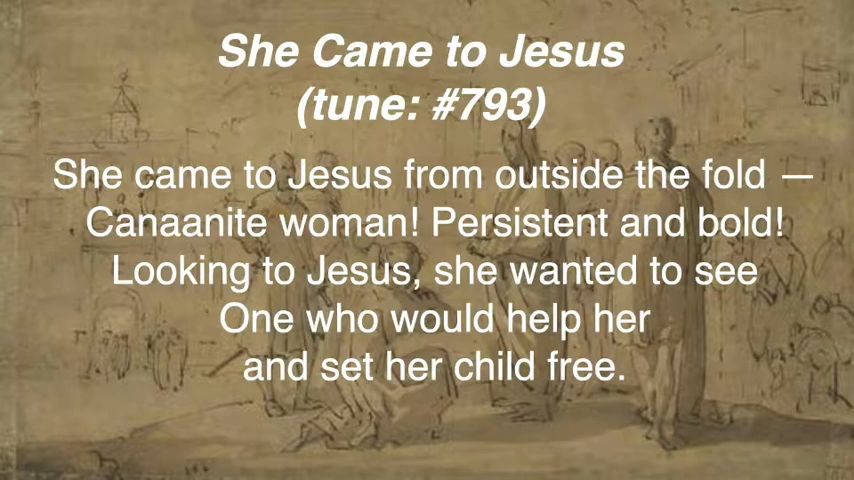 She Came to Jesus
(tune: #793)
She came to Jesus from outside the fold —
Canaanite woman! Persistent and bold!
Looking to Jesus, she wanted to see
One who would help her
and set her child free.